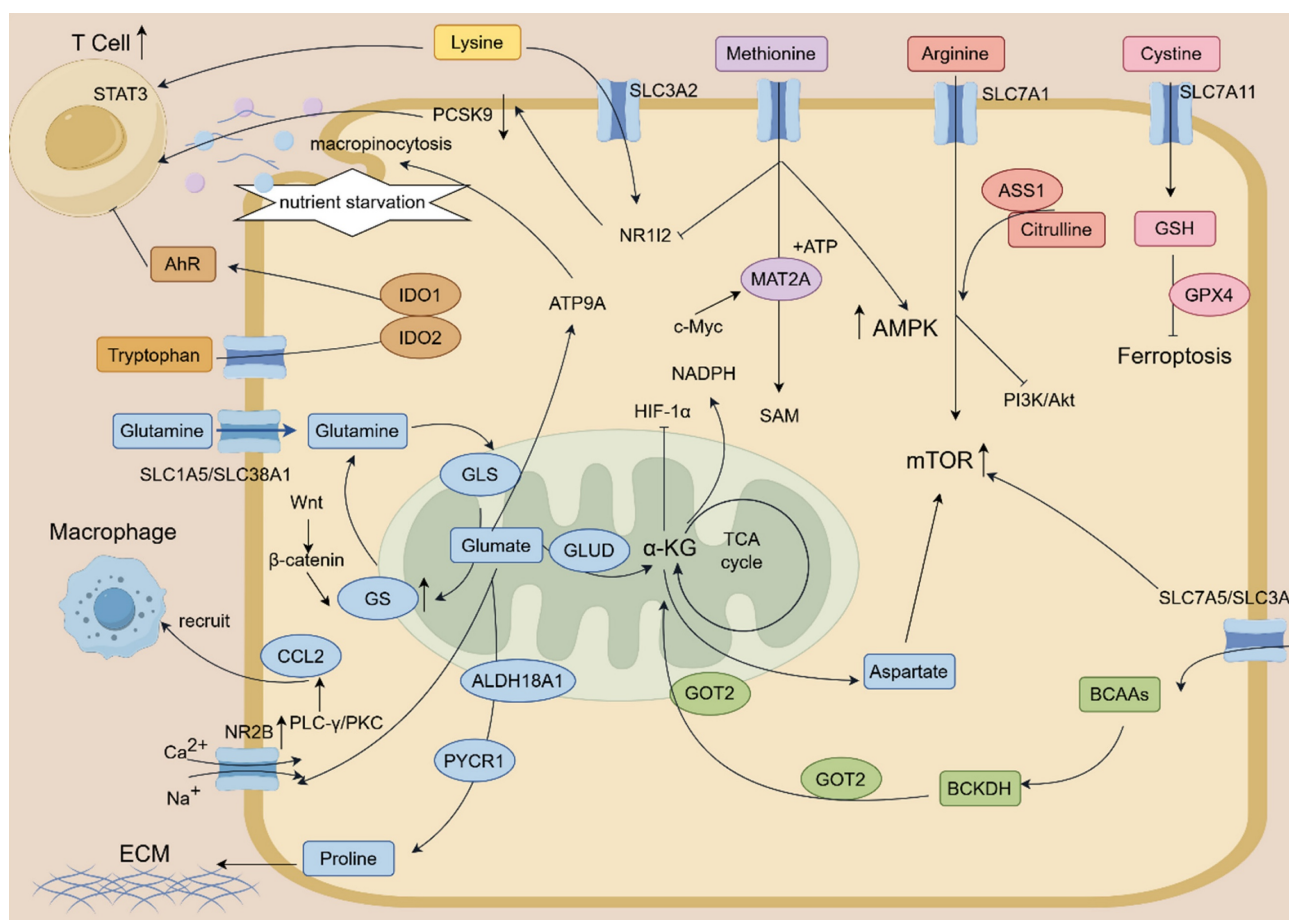 T Cell
Lysine
Methionine
Arginine
Cystine
STAT3
SLC3A2
SLC7A1
SLC7A11
PCSK9
macropinocytosis
nutrient starvation
NR1I2
ASS1
Citrulline
GSH
+ATP
MAT2A
GPX4
AhR
IDO1
IDO2
ATP9A
c-Myc
AMPK
Ferroptosis
Tryptophan
NADPH
HIF-1α
SAM
PI3K/Akt
Glutamine
Glutamine
SLC1A5/SLC38A1
GLS
mTOR
Wnt
β-catenin
Glumate
GLUD
α-KG
TCA
cycle
Macrophage
GS
SLC7A5/SLC3A
recruit
CCL2
ALDH18A1
GOT2
Aspartate
BCAAs
NR2B
PLC-γ/PKC
Ca2+
Na+
PYCR1
GOT2
BCKDH
ECM
Proline